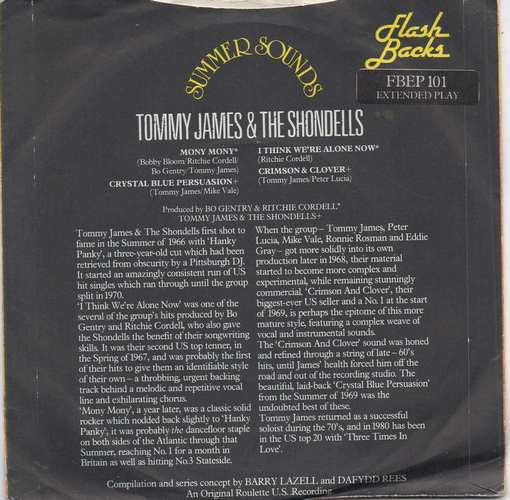 SUMMER SOUNDS
Flash
Backs
FBEP 101
EXTENDED PLAY
TOMMY JAMES & THE SHONDELLS
MONY MONY*
(Bobby Bloom/Ritchie Cordell/
Bo Gentry/Tommy James)
CRYSTAL BLUE PERSUASION+
(Tommy James/Mike Vale)
I THINK WE'RE ALONE NOW*
(Ritchie Cordell)
CRIMSON & CLOVER+
(Tommy James/Peter Lucia)
Produced by BO GENTRY & RITCHIE CORDELL*
TOMMY JAMES & THE SHONDELLS+
Tommy James & The Shondells first shot to
fame in the Summer of 1966 with 'Hanky
Panky', a three-year-old cut which had been
retrieved from obscurity by a Pittsburgh DJ.
It started an amazingly consistent run of US
hit singles which ran through until the group
split in 1970.
'I Think We're Alone Now' was one of the
several of the group's hits produced by Bo
Gentry and Ritchie Cordell, who also gave
the Shondells the benefit of their songwriting
skills. It was their second US top tenner, in
the Spring of 1967, and was probably the first
of their hits to give them an identifiable style
of their own – a throbbing, urgent backing
track behind a melodic and repetitive vocal
line and exhilarating chorus.
'Mony Mony', a year later, was a classic solid
rocker which nodded back slightly to 'Hanky
Panky'; it was probably the dancefloor staple
on both sides of the Atlantic through that
Summer, reaching No. 1 for a month in
Britain as well as hitting No.3 Stateside.
When the group – Tommy James, Peter
Lucia, Mike Vale, Ronnie Rosman and Eddie
Gray – got more solidly into its own
production later in 1968, their material
started to become more complex and
experimental, while remaining stunningly
commercial. 'Crimson And Clover', their
biggest-ever US seller and a No. 1 at the start
of 1969, is perhaps the epitome of this more
mature style, featuring a complex weave of
vocal and instrumental sounds.
The 'Crimson And Clover' sound was honed
and refined through a string of late – 60's
hits, until James' health forced him off the
road and out of the recording studio. The
beautiful, laid-back 'Crystal Blue Persuasion'
from the Summer of 1969 was the
undoubted best of these.
Tommy James returned as a successful
soloist during the 70's, and in 1980 has been
in the US top 20 with 'Three Times In
Love'.
Compilation and series concept by BARRY LAZELL and DAFYDD REES
An Original Roulette U.S. Recording